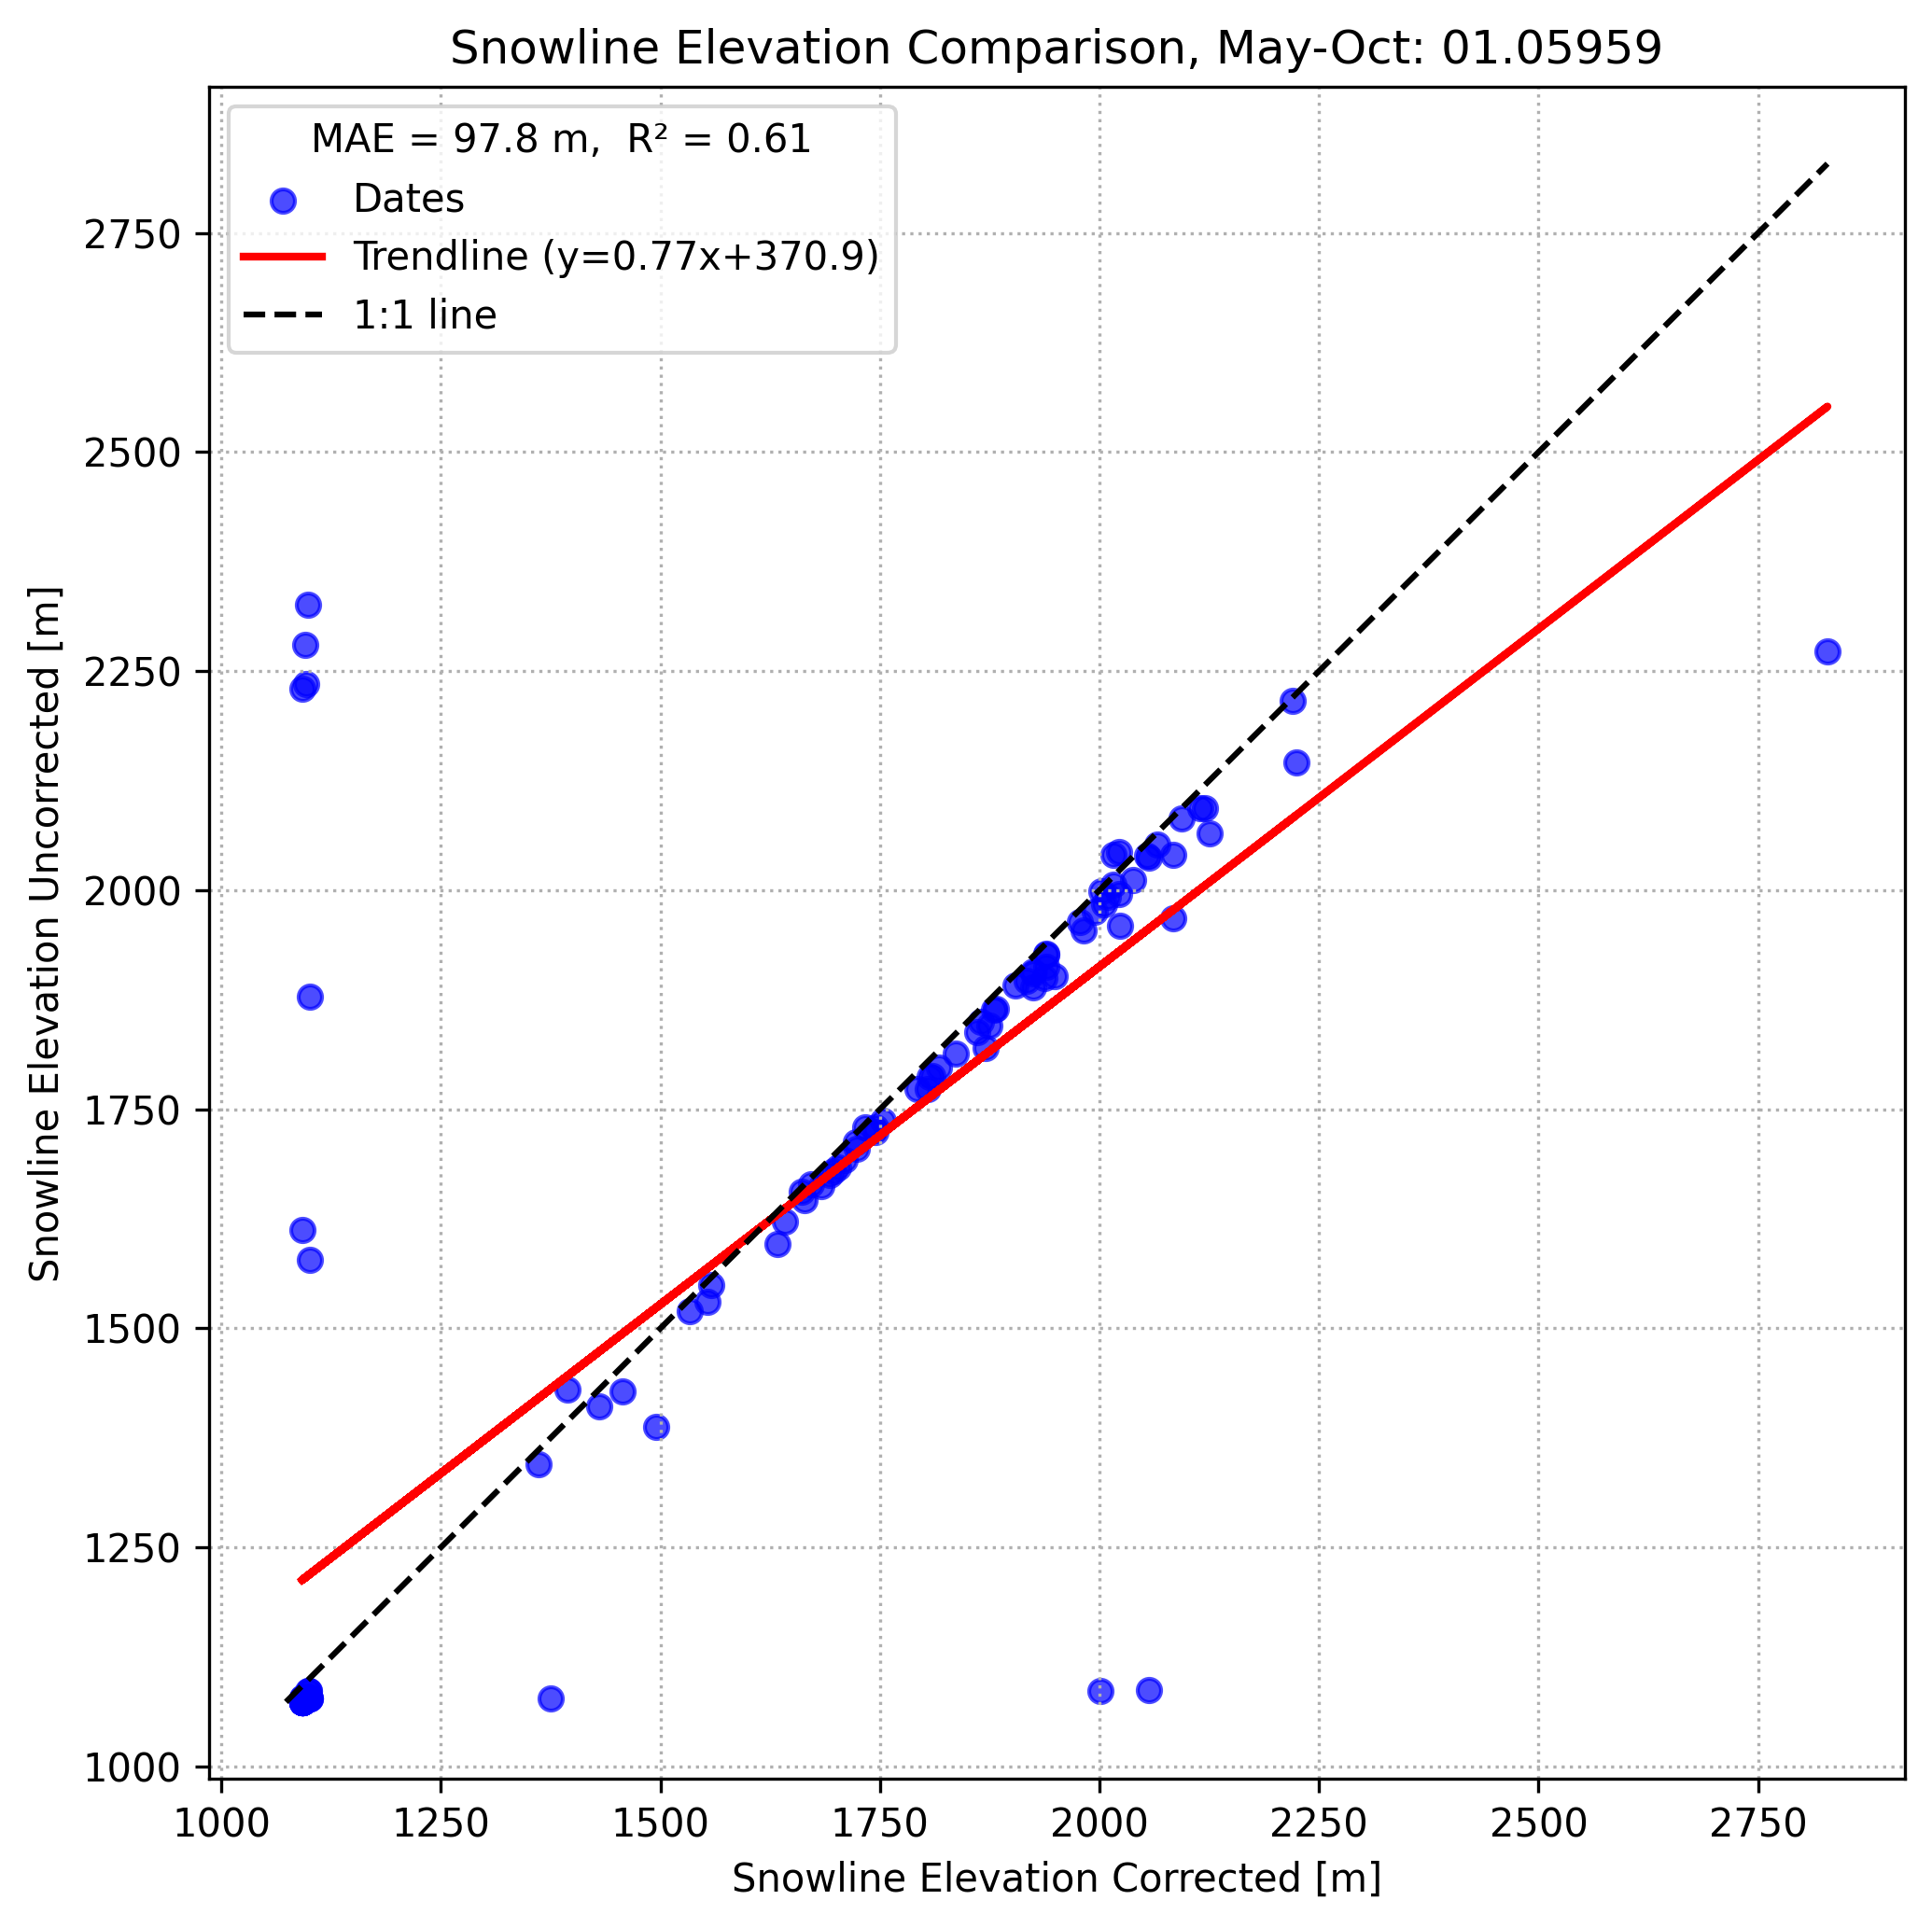 Snowline Elevation Comparison, May-Oct: 01.05959
MAE = 97.8 m,  R² = 0.61
Dates
Trendline (y=0.77x+370.9)
1:1 line
Snowline Elevation Uncorrected [m]
2750
2500
2250
2000
1750
1500
1250
1000
1000 1250 1500 1750 2000 2250 2500 2750
Snowline Elevation Corrected [m]